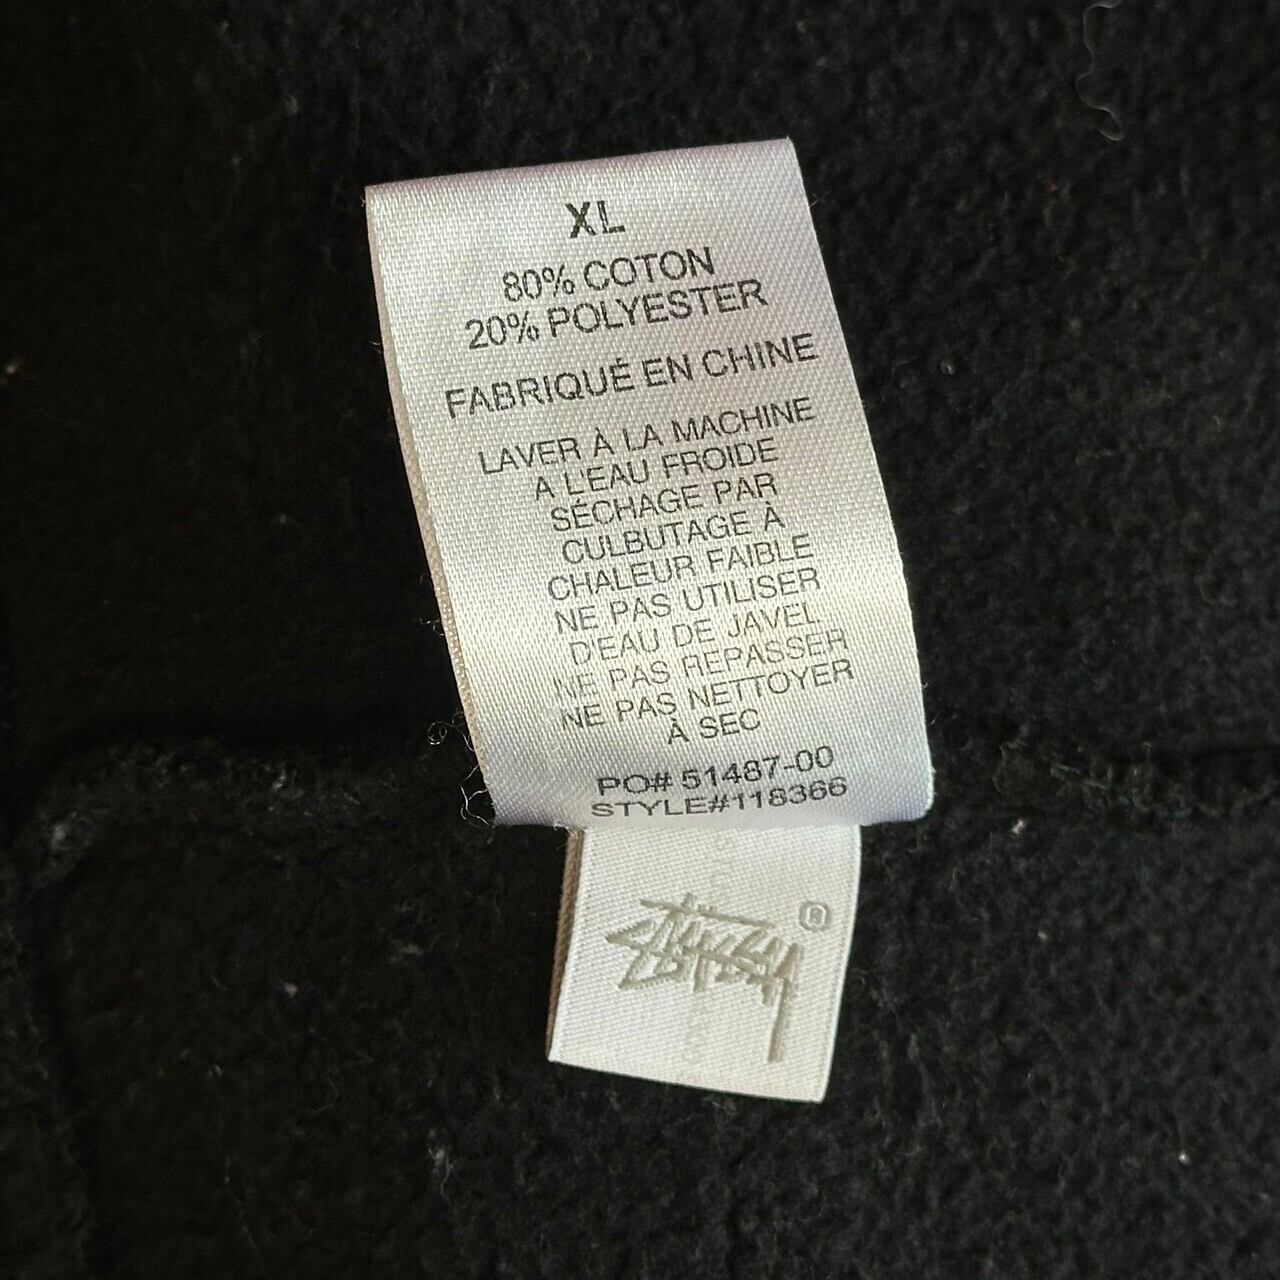 XL
80% COTON
20% POLYESTER
FABRIQUÉ EN CHINE
LAVER À LA MACHINE
A L'EAU FROIDE
SÉCHAGE PAR
CULBUTAGE À
CHALEUR FAIBLE
NE PAS UTILISER
D'EAU DE JAVEL
NE PAS REPASSER
NE PAS NETTOYER
À SEC
PO# 51487-00
STYLE#118366
Stüssy ®